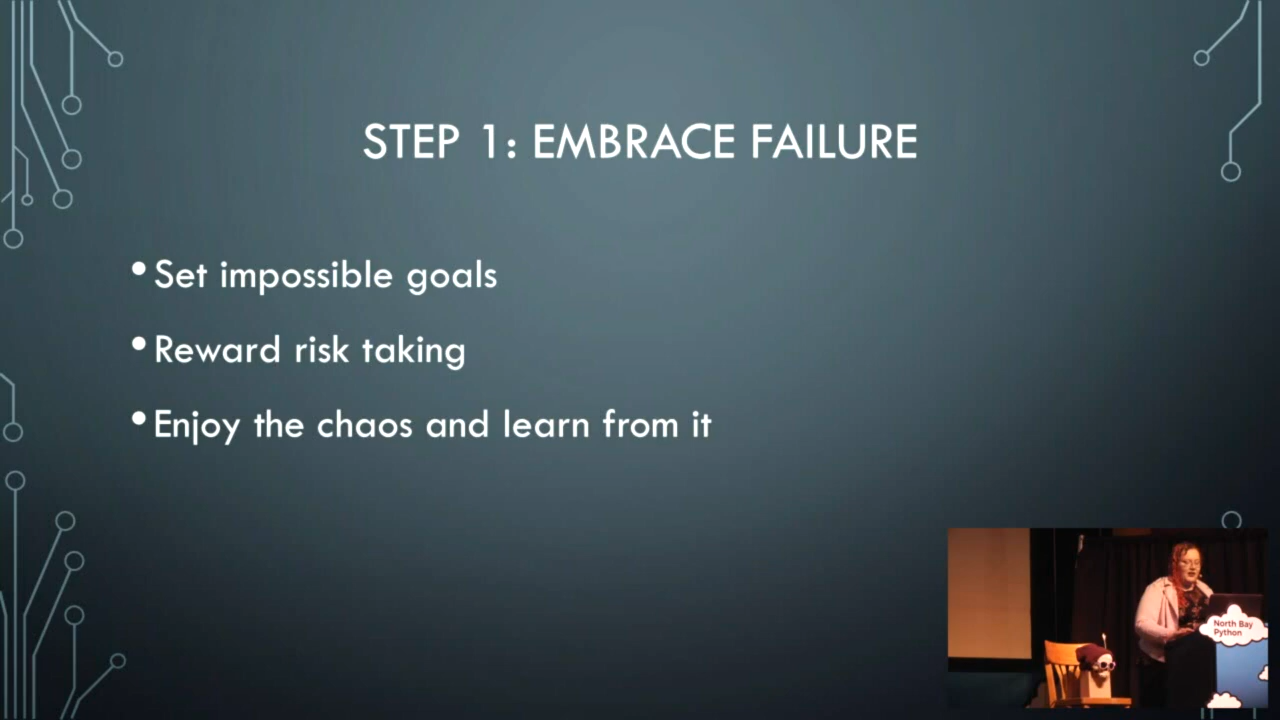 STEP 1: EMBRACE FAILURE
•Set impossible goals
•Reward risk taking
•Enjoy the chaos and learn from it
North Bay
Python